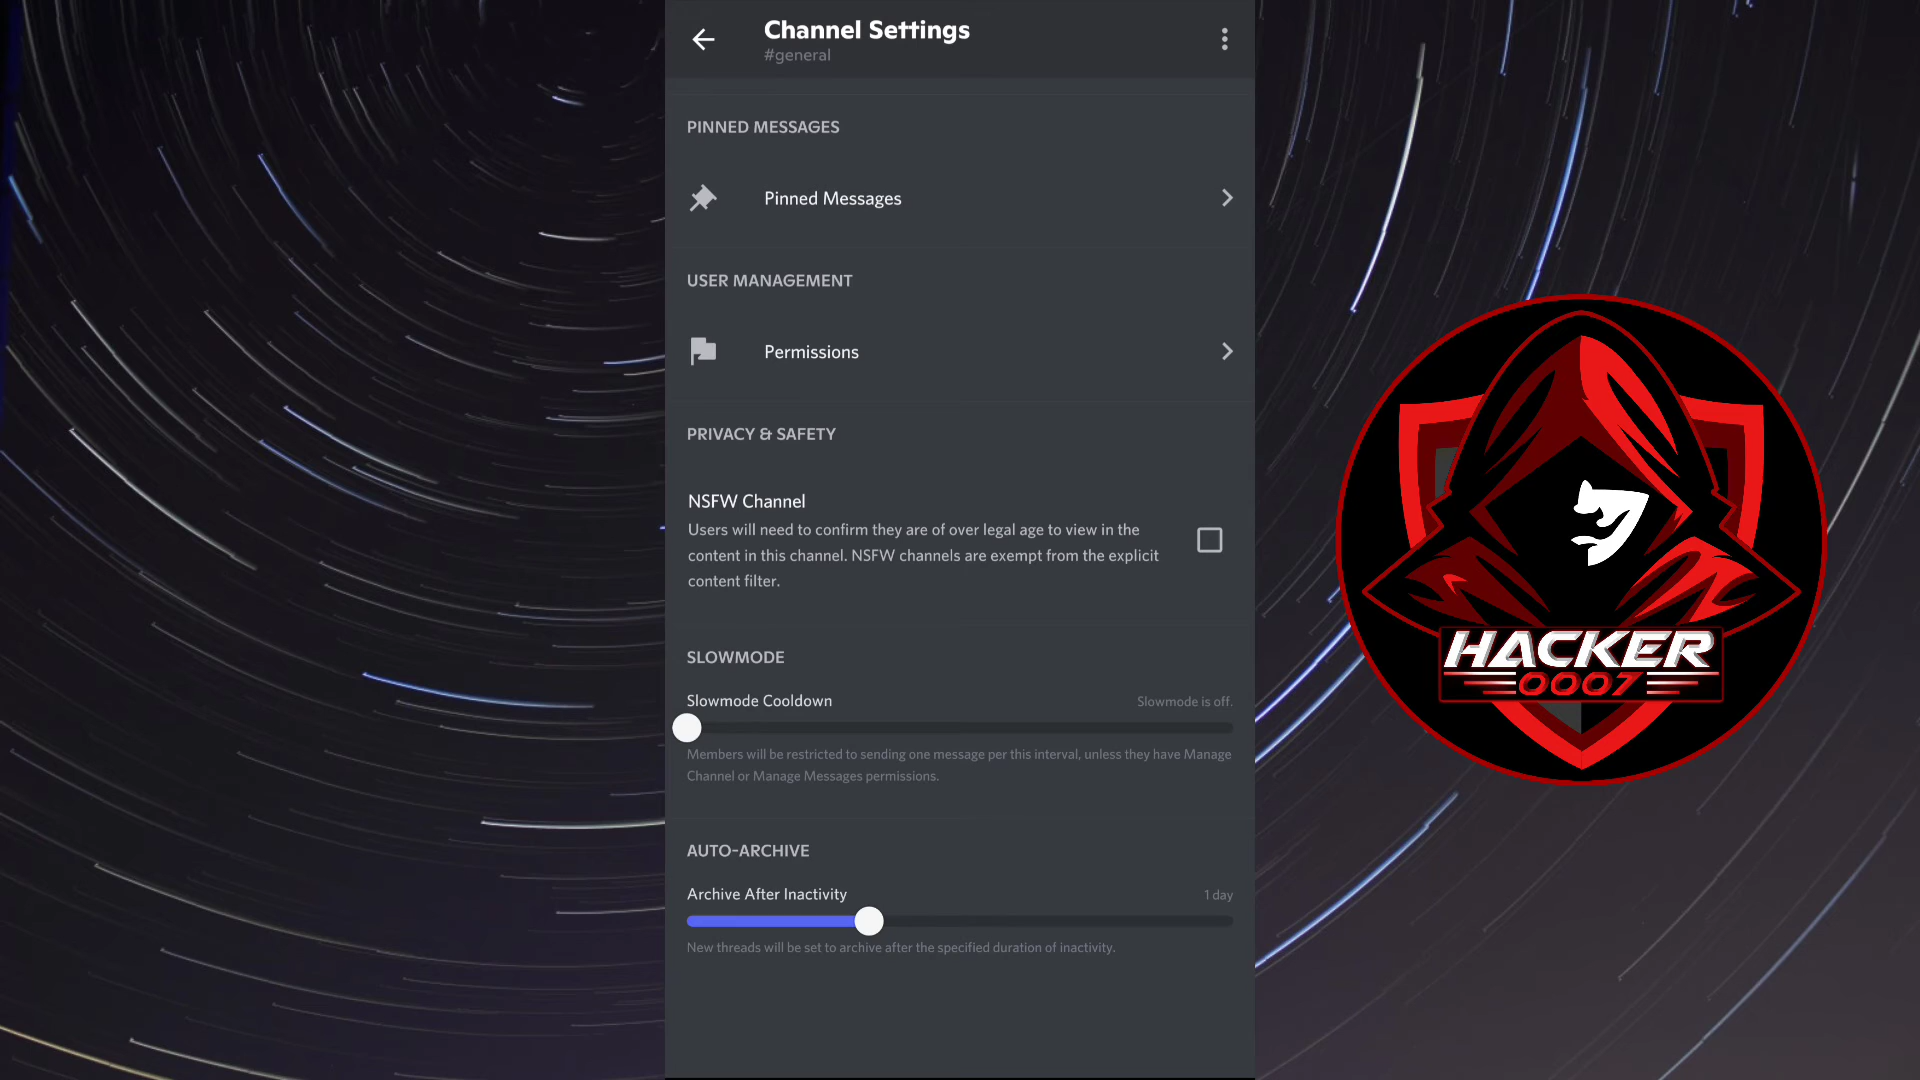 Channel Settings
#general
PINNED MESSAGES
Pinned Messages
USER MANAGEMENT
Permissions
PRIVACY & SAFETY
NSFW Channel
Users will need to confirm they are of over legal age to view in the
content in this channel. NSFW channels are exempt from the explicit
content filter.
SLOWMODE
Slowmode Cooldown
Slowmode is off.
Members will be restricted to sending one message per this interval, unless they have Manage
Channel or Manage Messages permissions.
AUTO-ARCHIVE
Archive After Inactivity
1 day
New threads will be set to archive after the specified duration of inactivity.
HACKER
0007